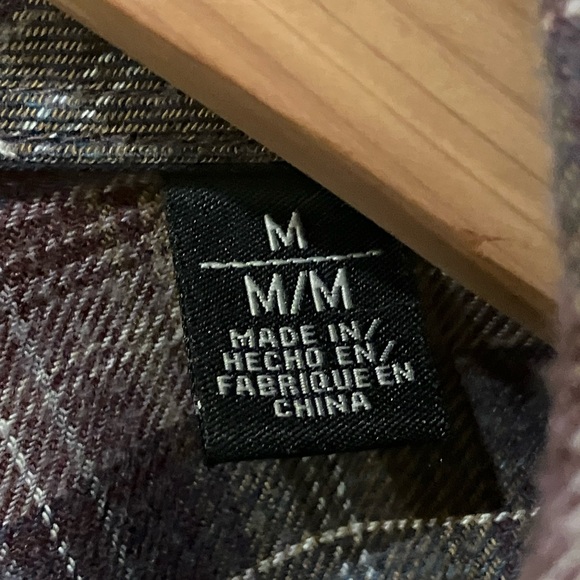 M
M/M
MADE IN/
HECHO EN/
FABRIQUE EN
CHINA